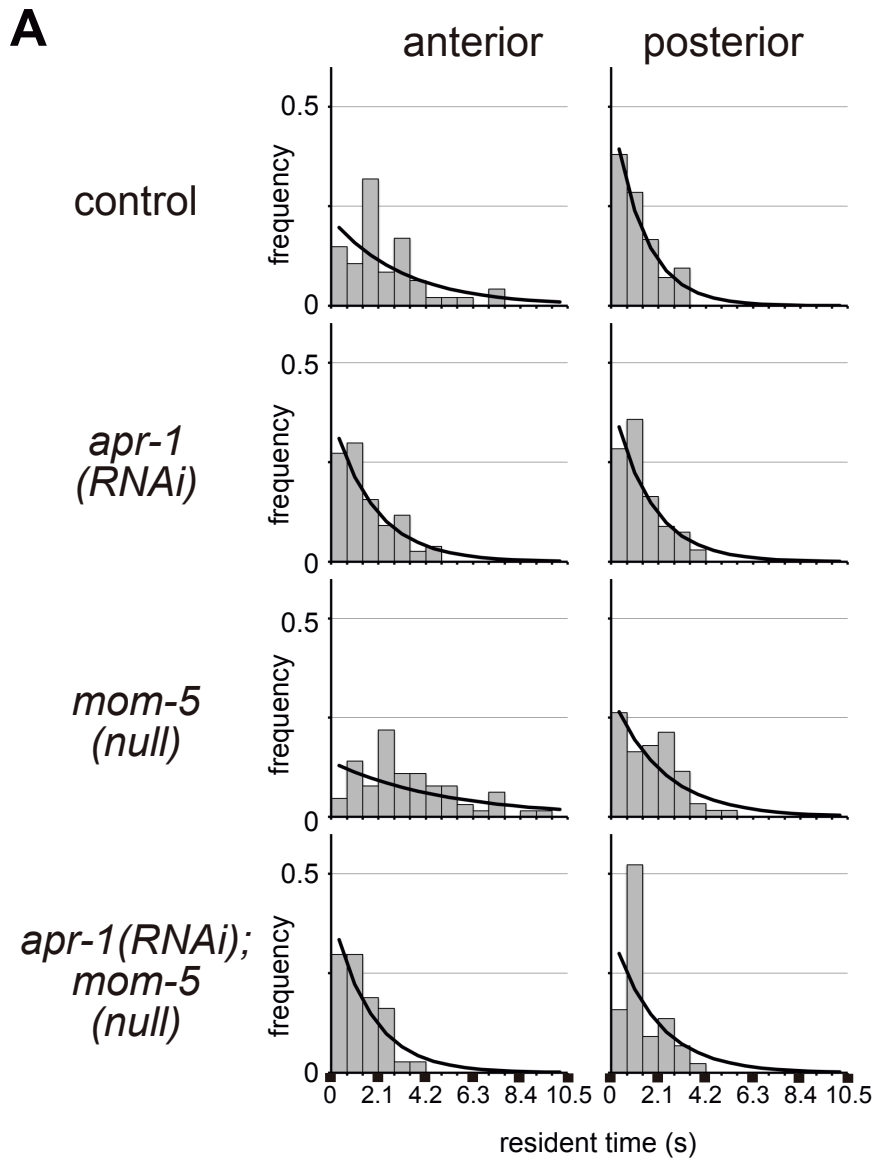 A
anterior
posterior
control
frequency
0.5
0
apr-1
(RNAi)
frequency
0.5
0
mom-5
(null)
frequency
0.5
0
apr-1(RNAi);
mom-5
(null)
frequency
0.5
0
0 2.1 4.2 6.3 8.4 10.5
0 2.1 4.2 6.3 8.4 10.5
resident time (s)